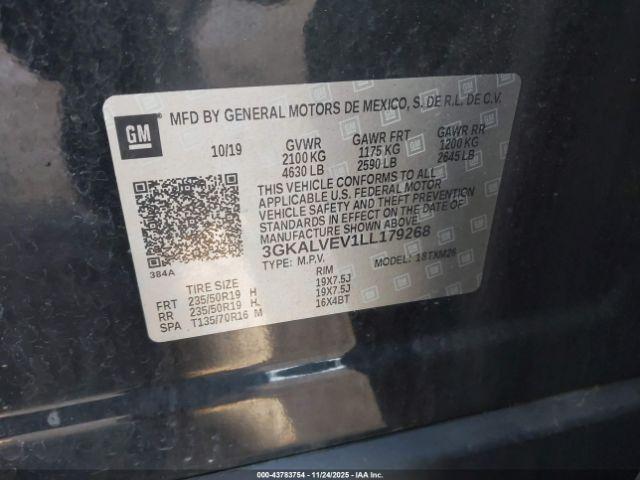 GM
MFD BY GENERAL MOTORS DE MEXICO, S. DE R.L. DE C.V.
10/19 GVWR GAWR FRT GAWR RR
2100 KG 1175 KG 1200 KG
4630 LB 2590 LB 2645 LB
THIS VEHICLE CONFORMS TO ALL
APPLICABLE U.S. FEDERAL MOTOR
VEHICLE SAFETY AND THEFT PREVENTION
STANDARDS IN EFFECT ON THE DATE OF
MANUFACTURE SHOWN ABOVE.
3GKALVEV1LL179268
TYPE: M.P.V. MODEL: 18TXM26
384A
TIRE SIZE RIM
FRT 235/50R19 H 19X7.5J
RR 235/50R19 H 19X7.5J
SPA T135/70R16 M 16X4BT
000-43783754 - 11/24/2025 - IAA Inc.